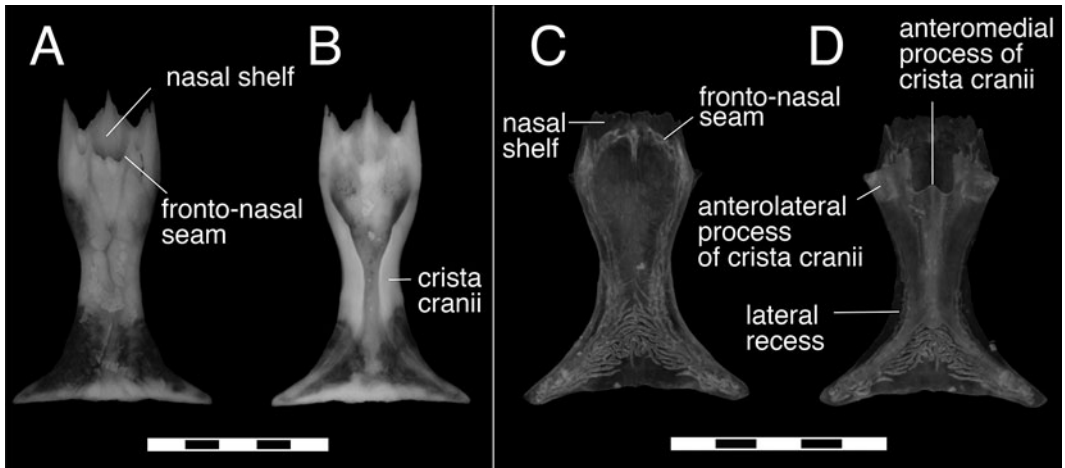 A
nasal shelf
fronto-nasal
seam
B
crista
cranii
C
nasal
shelf
fronto-nasal
seam
D
anteromedial
process of
crista cranii
anterolateral
process
of crista cranii
lateral
recess